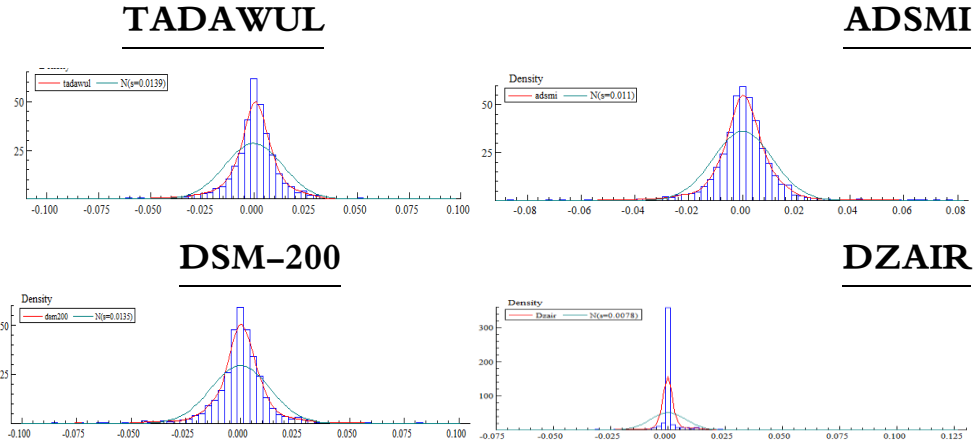 TADAWUL
ADSMI
Density
tadawul N(s=0.0139)
50
25
-0.100 -0.075 -0.050 -0.025 0.000 0.025 0.050 0.075 0.100
Density
adsmi N(s=0.011)
50
25
-0.08 -0.06 -0.04 -0.02 0.00 0.02 0.04 0.06 0.08
DSM-200
DZAIR
Density
dsm200 N(s=0.0135)
50
25
-0.100 -0.075 -0.050 -0.025 0.000 0.025 0.050 0.075 0.100
Density
Dzair N(s=0.0078)
300
200
100
-0.075 -0.050 -0.025 0.000 0.025 0.050 0.075 0.100 0.125